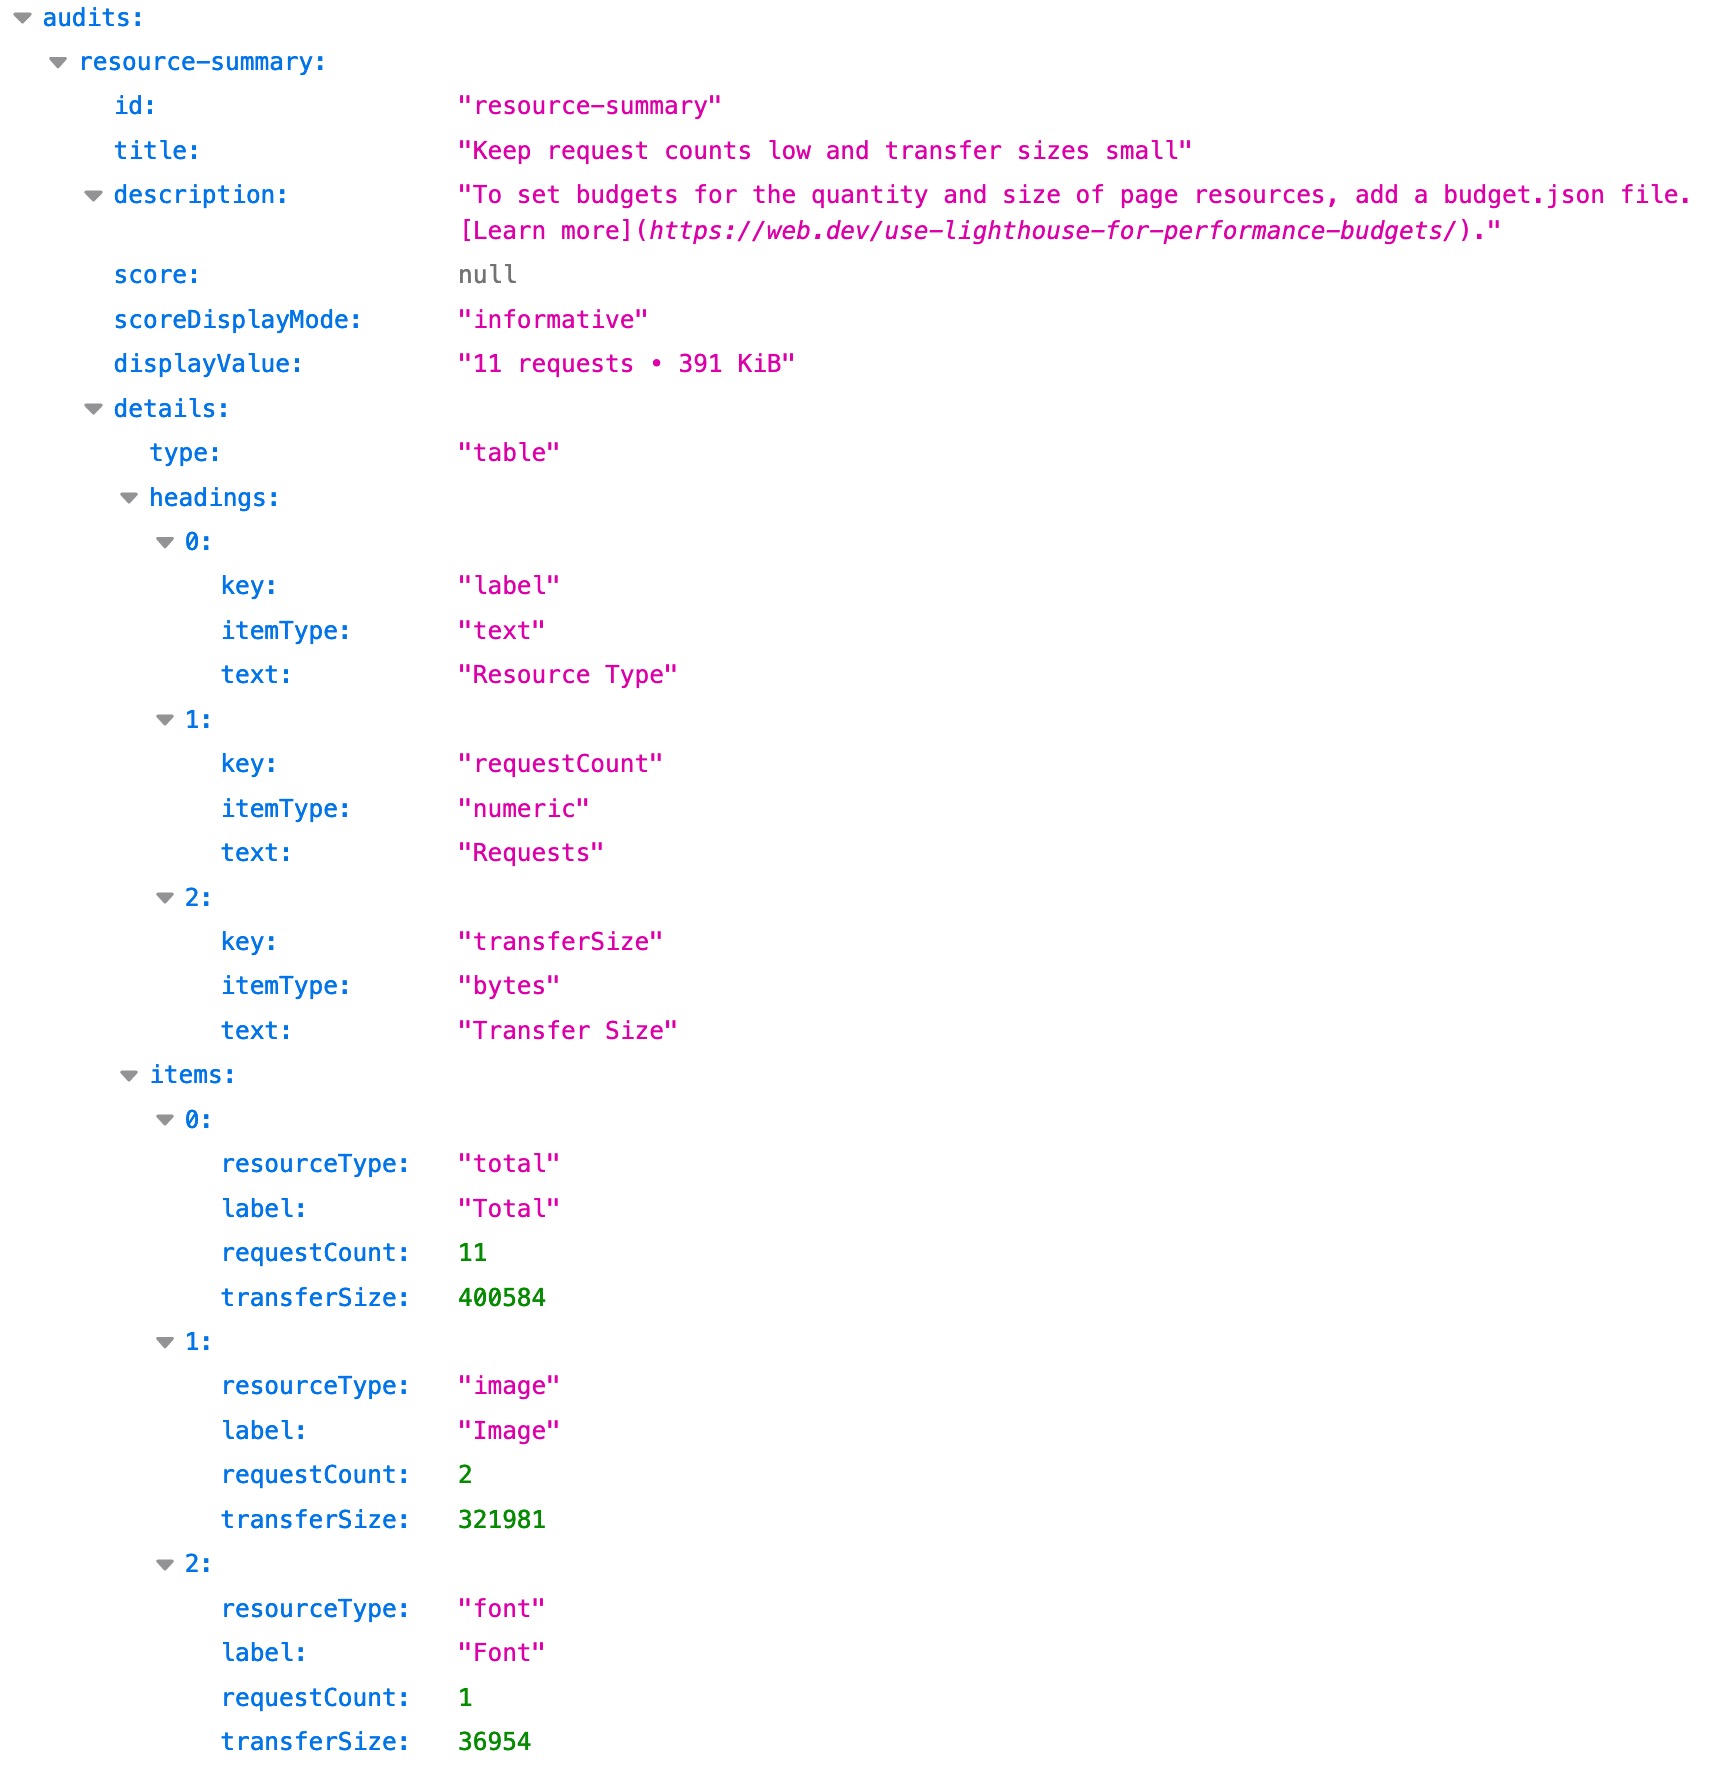 audits:
resource-summary:
id: "resource-summary"
title: "Keep request counts low and transfer sizes small"
description: "To set budgets for the quantity and size of page resources, add a budget.json file.
[Learn more](https://web.dev/use-lighthouse-for-performance-budgets/)."
score: null
scoreDisplayMode: "informative"
displayValue: "11 requests • 391 KiB"
details:
type: "table"
headings:
0:
key: "label"
itemType: "text"
text: "Resource Type"
1:
key: "requestCount"
itemType: "numeric"
text: "Requests"
2:
key: "transferSize"
itemType: "bytes"
text: "Transfer Size"
items:
0:
resourceType: "total"
label: "Total"
requestCount: 11
transferSize: 400584
1:
resourceType: "image"
label: "Image"
requestCount: 2
transferSize: 321981
2:
resourceType: "font"
label: "Font"
requestCount: 1
transferSize: 36954